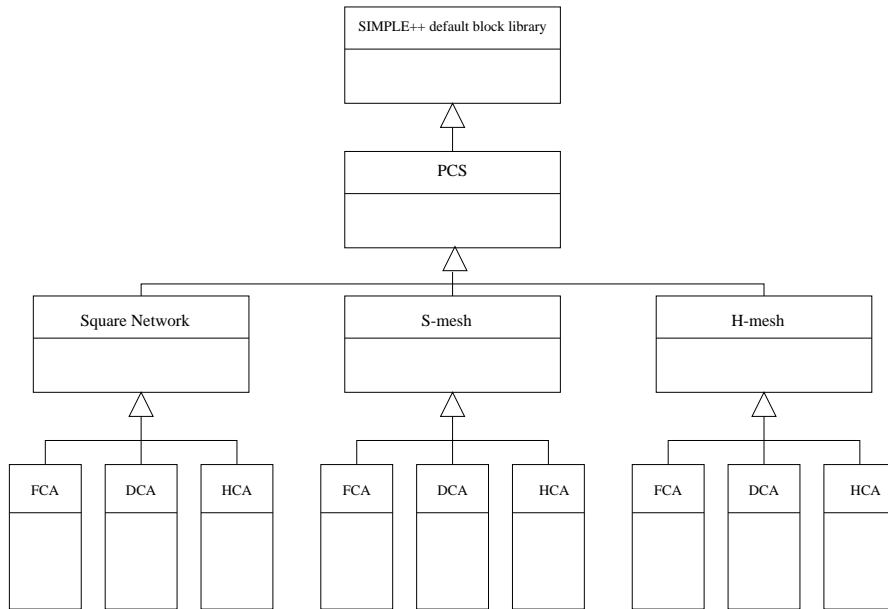 SIMPLE++ default block library
PCS
Square Network
S-mesh
H-mesh
FCA
DCA
HCA
FCA
DCA
HCA
FCA
DCA
HCA